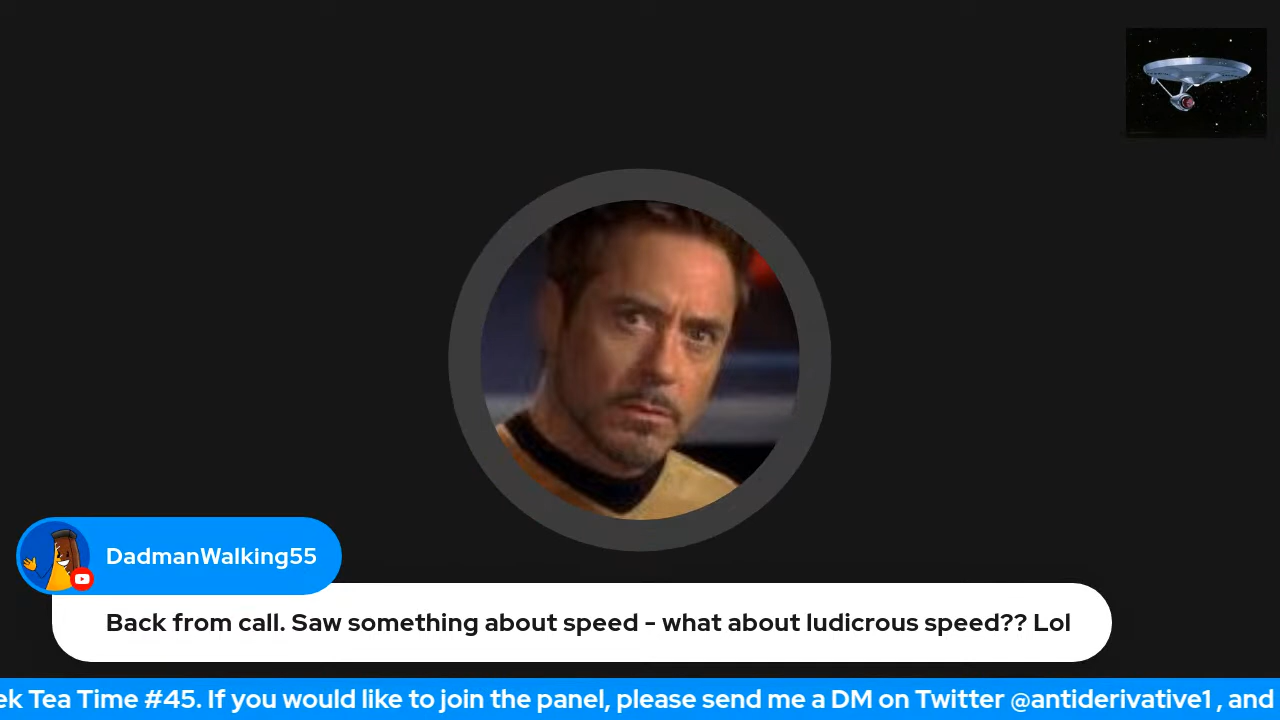 DadmanWalking55
Back from call. Saw something about speed - what about ludicrous speed?? Lol
ek Tea Time #45. If you would like to join the panel, please send me a DM on Twitter @antiderivative1 , and